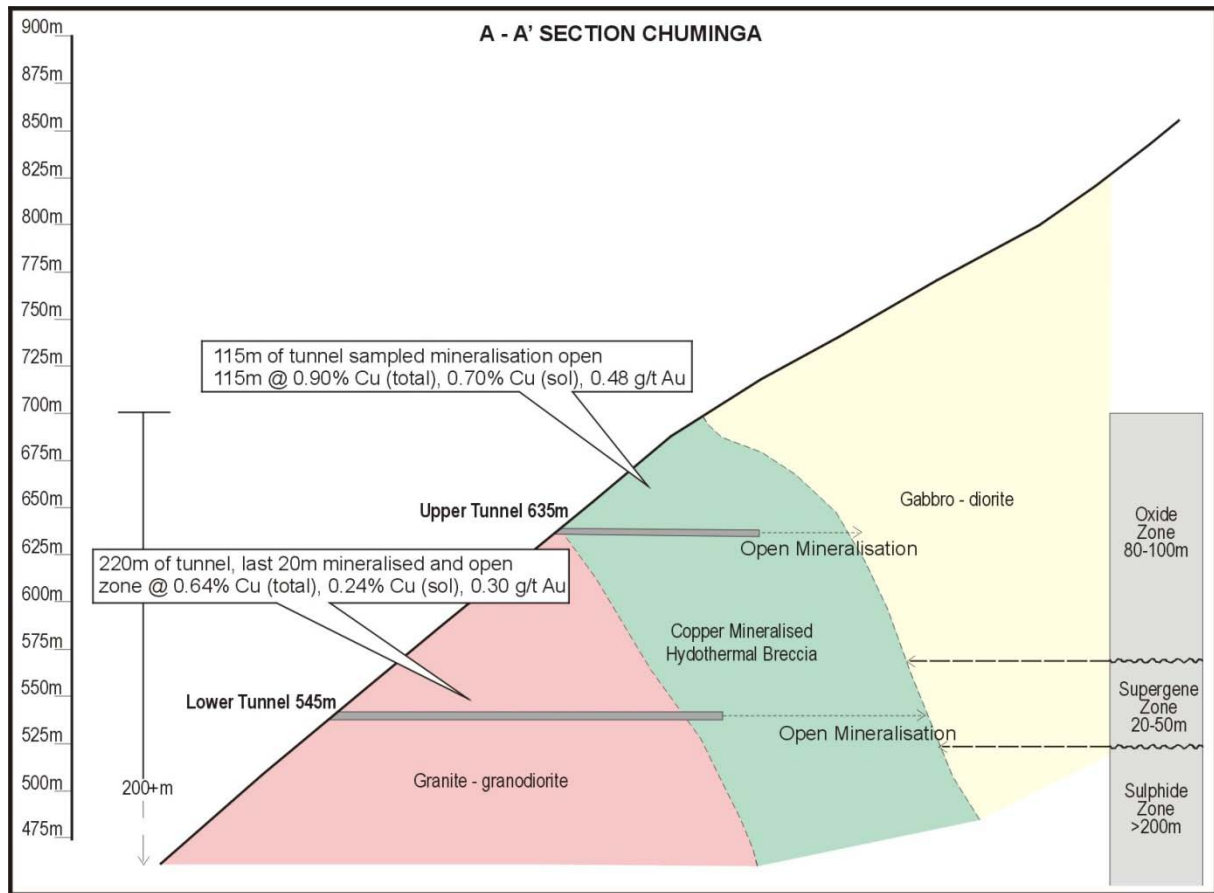 A - A' SECTION CHUMINGA
900m
875m
850m
825m
800m
775m
750m
725m
700m
675m
650m
625m
600m
575m
550m
525m
500m
475m
115m of tunnel sampled mineralisation open
115m @ 0.90% Cu (total), 0.70% Cu (sol), 0.48 g/t Au
Upper Tunnel 635m
Open Mineralisation
220m of tunnel, last 20m mineralised and open
zone @ 0.64% Cu (total), 0.24% Cu (sol), 0.30 g/t Au
Gabbro - diorite
Copper Mineralised
Hydothermal Breccia
Lower Tunnel 545m
Open Mineralisation
Granite - granodiorite
200+m
Oxide
Zone
80-100m
Supergene
Zone
20-50m
Sulphide
Zone
>200m